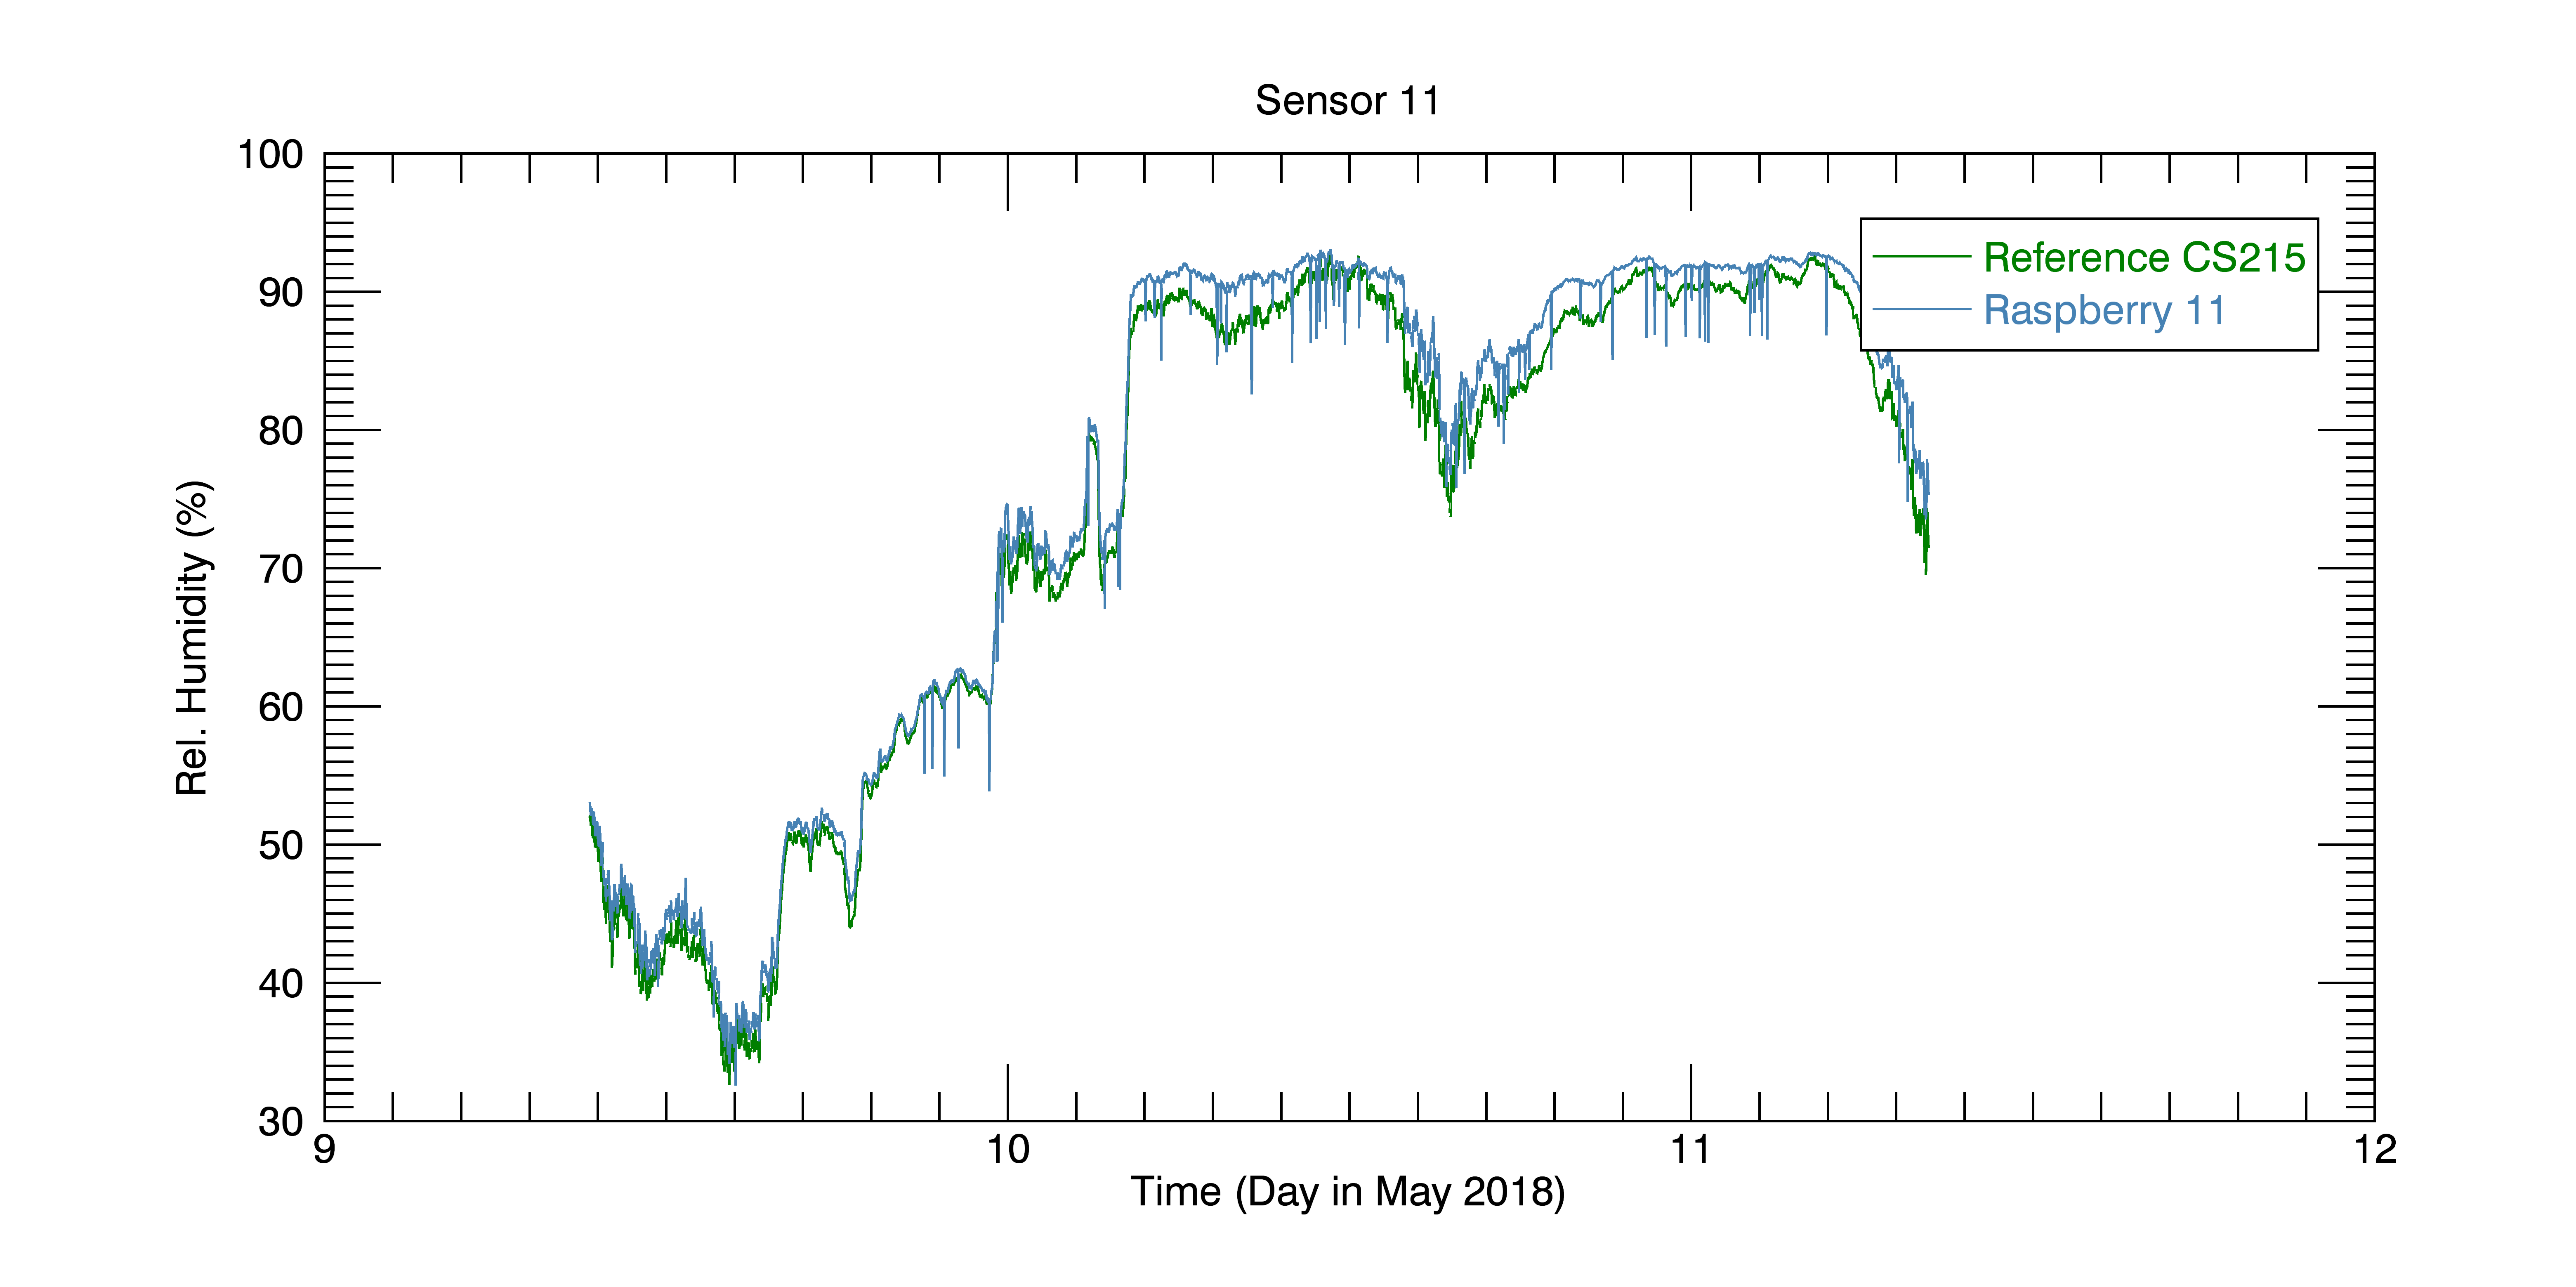 Sensor 11
100
90
80
70
60
50
40
30
Rel. Humidity (%)
Reference CS215
Raspberry 11
9
10
11
12
Time (Day in May 2018)